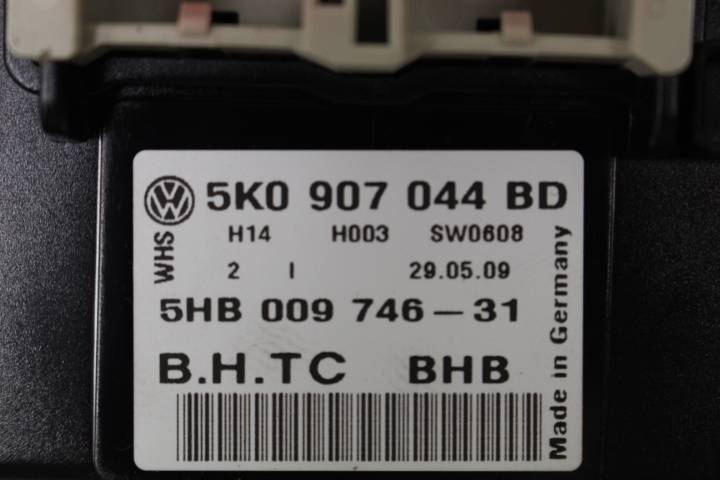 5K0 907 044 BD
H14 H003 SW0608
2 I 29.05.09
WHS
5HB 009 746-31
B.H.TC BHB
Made in Germany